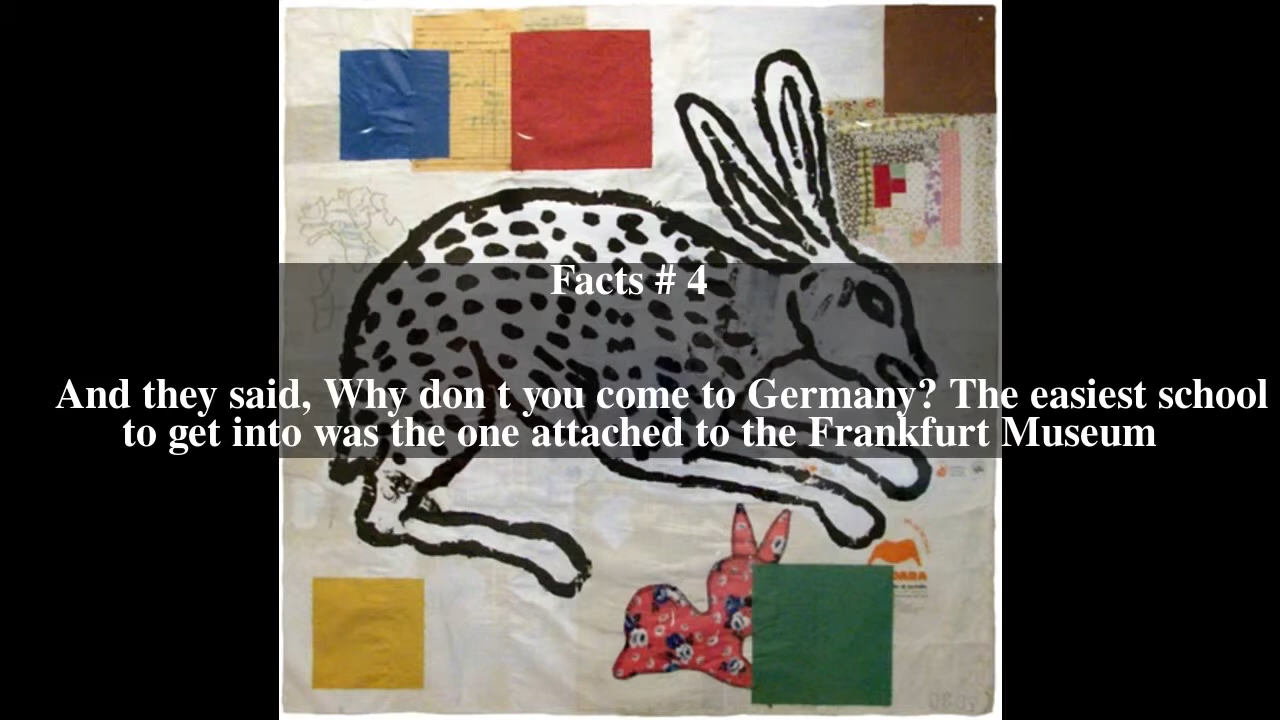 Facts # 4
And they said, Why don t you come to Germany? The easiest school
to get into was the one attached to the Frankfurt Museum